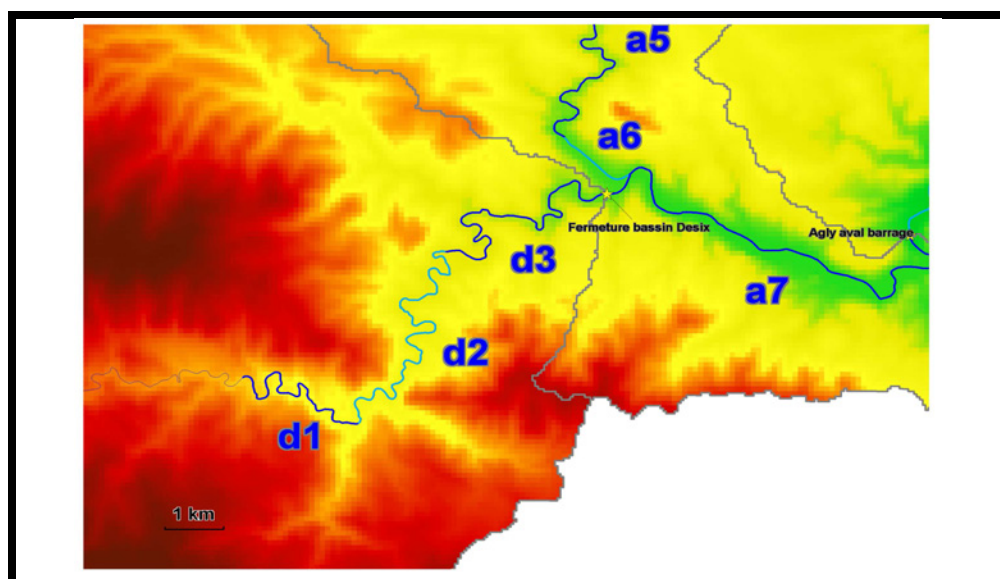 a5
a6
Fermeture bassin Desix
Agly aval barrage
d3
a7
d2
d1
1 km